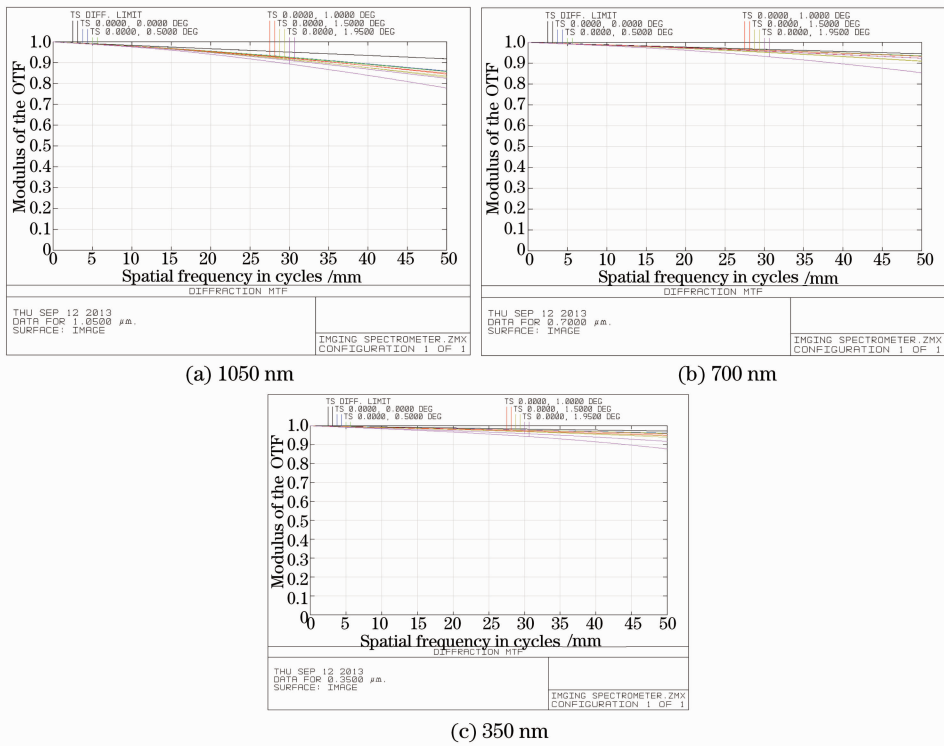 TS DIFF. LIMIT
TS 0.0000, 0.0000 DEG
TS 0.0000, 0.5000 DEG
TS 0.0000, 1.0000 DEG
TS 0.0000, 1.5000 DEG
TS 0.0000, 1.9500 DEG
1.0
0.9
0.8
0.7
0.6
0.5
0.4
0.3
0.2
0.1
0
Modulus of the OTF
0 5 10 15 20 25 30 35 40 45 50
Spatial frequency in cycles /mm
DIFFRACTION MTF
THU SEP 12 2013
DATA FOR 1.0500 µm.
SURFACE: IMAGE
IMGING SPECTROMETER.ZMX
CONFIGURATION 1 OF 1
(a) 1050 nm
TS DIFF. LIMIT
TS 0.0000, 0.0000 DEG
TS 0.0000, 0.5000 DEG
TS 0.0000, 1.0000 DEG
TS 0.0000, 1.5000 DEG
TS 0.0000, 1.9500 DEG
1.0
0.9
0.8
0.7
0.6
0.5
0.4
0.3
0.2
0.1
0
Modulus of the OTF
0 5 10 15 20 25 30 35 40 45 50
Spatial frequency in cycles /mm
DIFFRACTION MTF
THU SEP 12 2013
DATA FOR 0.7000 µm.
SURFACE: IMAGE
IMGING SPECTROMETER.ZMX
CONFIGURATION 1 OF 1
(b) 700 nm
TS DIFF. LIMIT
TS 0.0000, 0.0000 DEG
TS 0.0000, 0.5000 DEG
TS 0.0000, 1.0000 DEG
TS 0.0000, 1.5000 DEG
TS 0.0000, 1.9500 DEG
1.0
0.9
0.8
0.7
0.6
0.5
0.4
0.3
0.2
0.1
0
Modulus of the OTF
0 5 10 15 20 25 30 35 40 45 50
Spatial frequency in cycles /mm
DIFFRACTION MTF
THU SEP 12 2013
DATA FOR 0.3500 µm.
SURFACE: IMAGE
IMGING SPECTROMETER.ZMX
CONFIGURATION 1 OF 1
(c) 350 nm